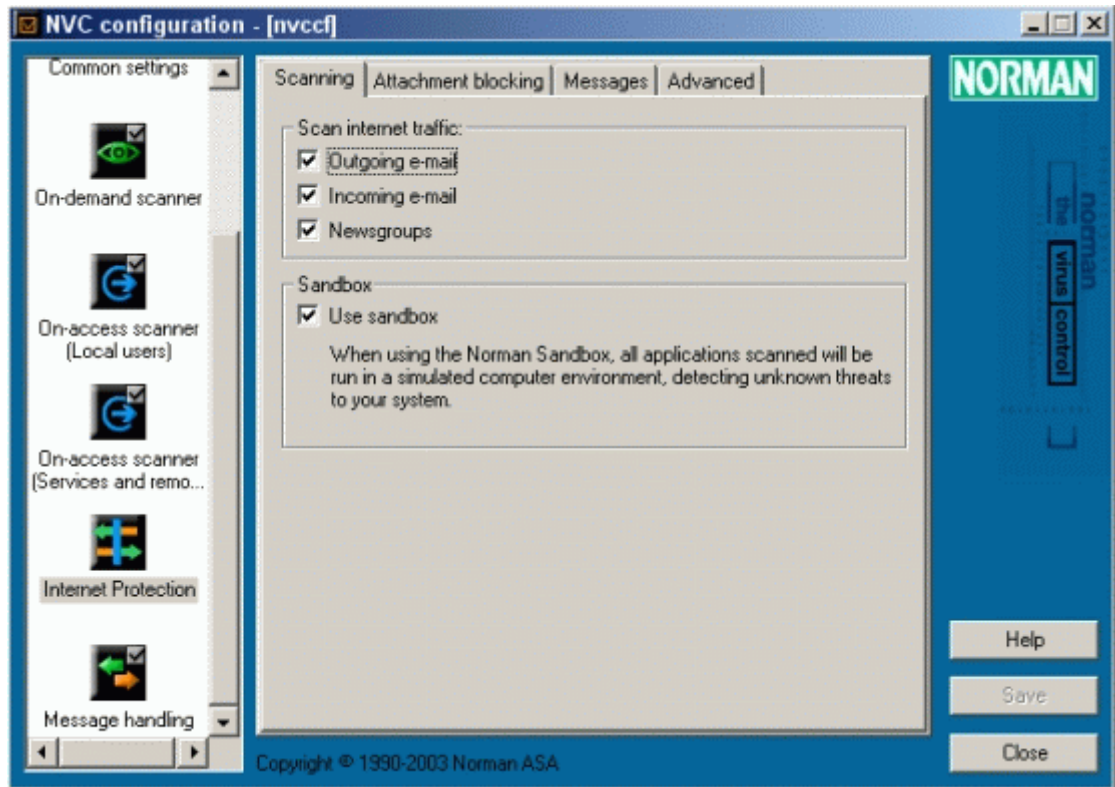 NVC configuration - [nvccf]
Common settings
On-demand scanner
On-access scanner
(Local users)
On-access scanner
(Services and remo...
Internet Protection
Message handling
Scanning
Attachment blocking
Messages
Advanced
Scan internet traffic:
Outgoing e-mail
Incoming e-mail
Newsgroups
Sandbox
Use sandbox
When using the Norman Sandbox, all applications scanned will be
run in a simulated computer environment, detecting unknown threats
to your system.
NORMAN
norman
the virus control
Help
Save
Close
Copyright © 1990-2003 Norman ASA